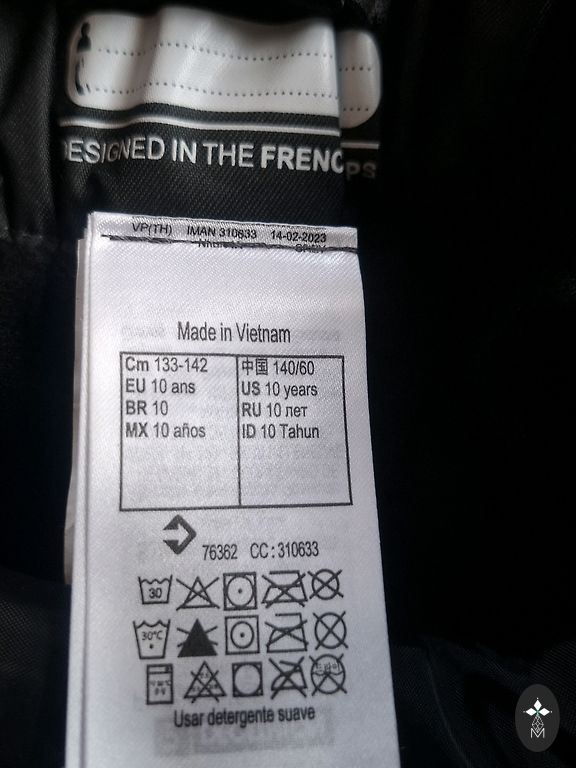 DESIGNED IN THE FRENC PS
VP(TH) IMAN 310633 14-02-2023
Made in Vietnam
Cm 133-142 中国 140/60
EU 10 ans US 10 years
BR 10 RU 10 лет
MX 10 años ID 10 Tahun
76362 CC : 310633
30
30°C
Usar detergente suave
M